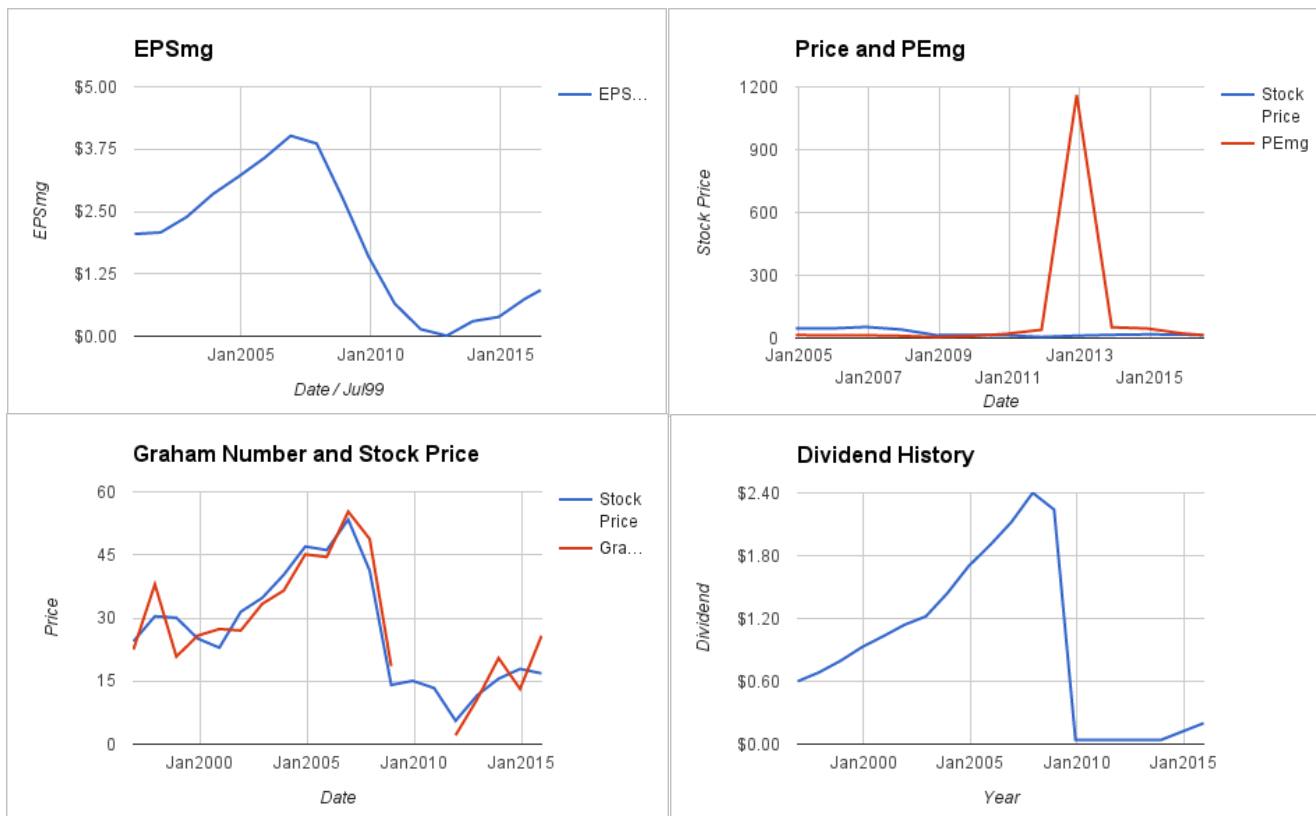 EPSmg
$5.00
$3.75
$2.50
$1.25
$0.00
EPSmg
Jan2005 Jan2010 Jan2015
Date / Jul99
EPS...
Price and PEmg
1200
900
600
300
0
Stock Price
Jan2005 Jan2009 Jan2013
Jan2007 Jan2011 Jan2015
Date
Stock
Price
PEmg
Graham Number and Stock Price
60
45
30
15
0
Price
Jan2000 Jan2005 Jan2010 Jan2015
Date
Stock
Price
Gra...
Dividend History
$2.40
$1.80
$1.20
$0.60
$0.00
Dividend
Jan2000 Jan2005 Jan2010 Jan2015
Year